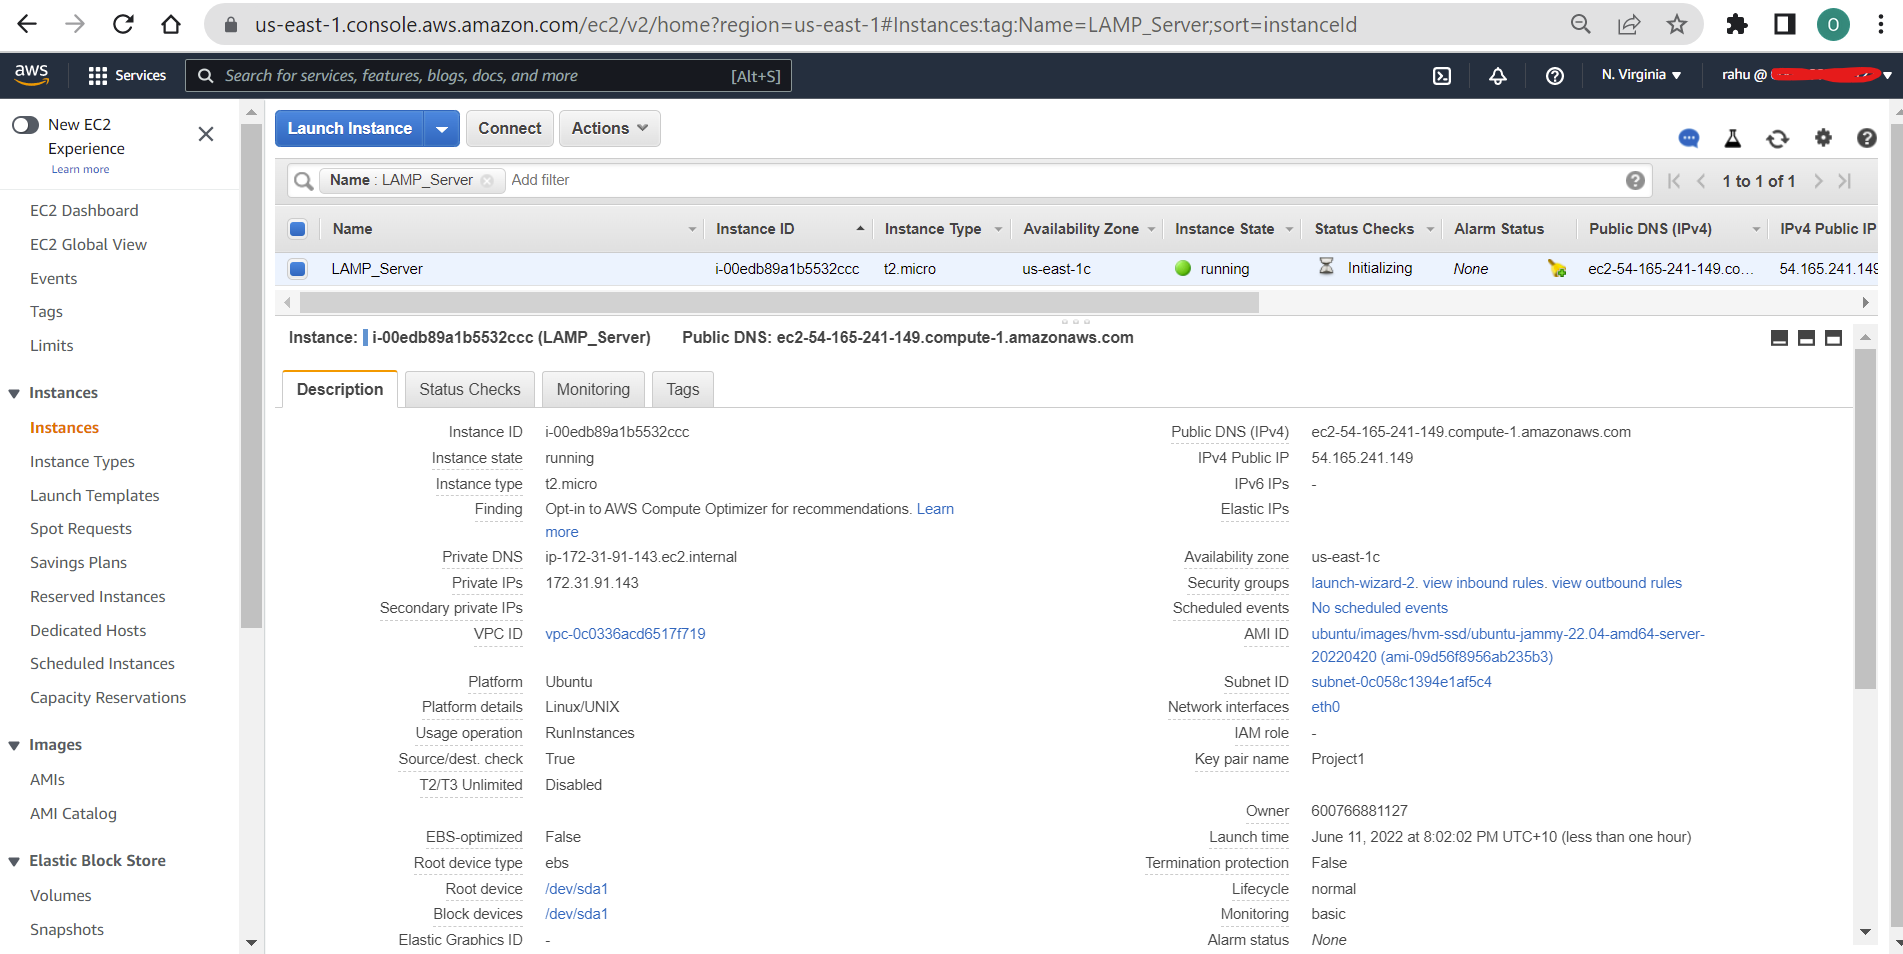 us-east-1.console.aws.amazon.com/ec2/v2/home?region=us-east-1#Instances:tag:Name=LAMP_Server;sort=instanceId
O
aws
Services
Search for services, features, blogs, docs, and more
[Alt+S]
N. Virginia
rahu @
New EC2
Experience
Learn more
EC2 Dashboard
EC2 Global View
Events
Tags
Limits
Instances
Instances
Instance Types
Launch Templates
Spot Requests
Savings Plans
Reserved Instances
Dedicated Hosts
Scheduled Instances
Capacity Reservations
Images
AMIs
AMI Catalog
Elastic Block Store
Volumes
Snapshots
Launch Instance
Connect
Actions
Name : LAMP_Server
Add filter
1 to 1 of 1
Name Instance ID Instance Type Availability Zone Instance State Status Checks Alarm Status Public DNS (IPv4) IPv4 Public IP
LAMP_Server i-00edb89a1b5532ccc t2.micro us-east-1c running Initializing None ec2-54-165-241-149.co... 54.165.241.149
Instance: i-00edb89a1b5532ccc (LAMP_Server) Public DNS: ec2-54-165-241-149.compute-1.amazonaws.com
Description Status Checks Monitoring Tags
Instance ID i-00edb89a1b5532ccc
Instance state running
Instance type t2.micro
Finding Opt-in to AWS Compute Optimizer for recommendations. Learn
more
Private DNS ip-172-31-91-143.ec2.internal
Private IPs 172.31.91.143
Secondary private IPs
VPC ID vpc-0c0336acd6517f719
Platform Ubuntu
Platform details Linux/UNIX
Usage operation RunInstances
Source/dest. check True
T2/T3 Unlimited Disabled
EBS-optimized False
Root device type ebs
Root device /dev/sda1
Block devices /dev/sda1
Elastic Graphics ID -
Public DNS (IPv4) ec2-54-165-241-149.compute-1.amazonaws.com
IPv4 Public IP 54.165.241.149
IPv6 IPs -
Elastic IPs
Availability zone us-east-1c
Security groups launch-wizard-2. view inbound rules. view outbound rules
Scheduled events No scheduled events
AMI ID ubuntu/images/hvm-ssd/ubuntu-jammy-22.04-amd64-server-
20220420 (ami-09d56f8956ab235b3)
Subnet ID subnet-0c058c1394e1af5c4
Network interfaces eth0
IAM role -
Key pair name Project1
Owner 600766881127
Launch time June 11, 2022 at 8:02:02 PM UTC+10 (less than one hour)
Termination protection False
Lifecycle normal
Monitoring basic
Alarm status None